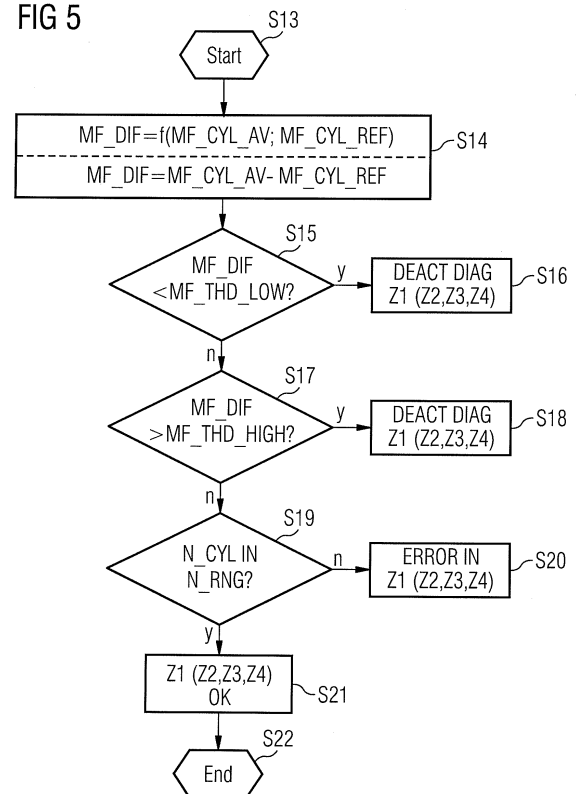 FIG 5
S13
Start
MF_DIF=f(MF_CYL_AV; MF_CYL_REF)
S14
MF_DIF=MF_CYL_AV- MF_CYL_REF
S15
MF_DIF
<MF_THD_LOW?
y
DEACT DIAG
Z1 (Z2,Z3,Z4)
S16
n
S17
MF_DIF
>MF_THD_HIGH?
y
DEACT DIAG
Z1 (Z2,Z3,Z4)
S18
n
S19
N_CYL IN
N_RNG?
n
ERROR IN
Z1 (Z2,Z3,Z4)
S20
y
Z1 (Z2,Z3,Z4)
OK
S21
S22
End